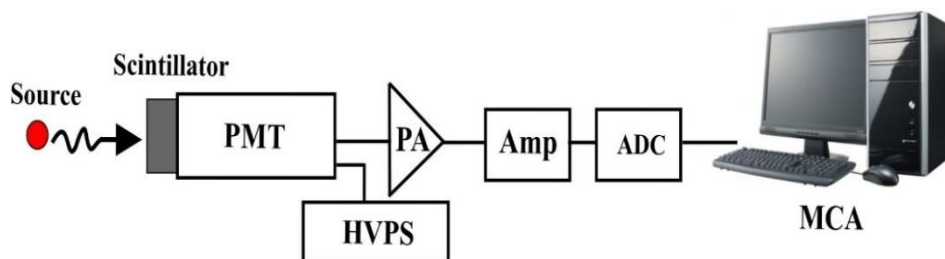 Source
Scintillator
PMT
HVPS
PA
Amp
ADC
MCA